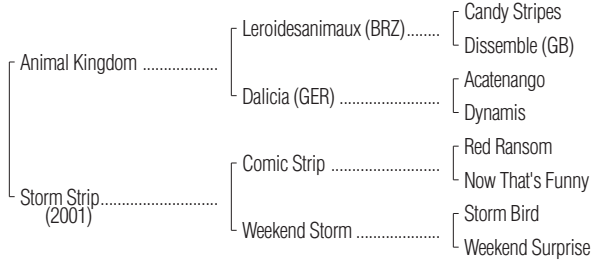 Candy Stripes
Leroidesanimaux (BRZ)........
Dissemble (GB)
Animal Kingdom .................
Acatenango
Dalicia (GER) ........................
Dynamis
Red Ransom
Comic Strip ..........................
Now That's Funny
Storm Strip..........................
(2001)
Storm Bird
Weekend Storm ....................
Weekend Surprise